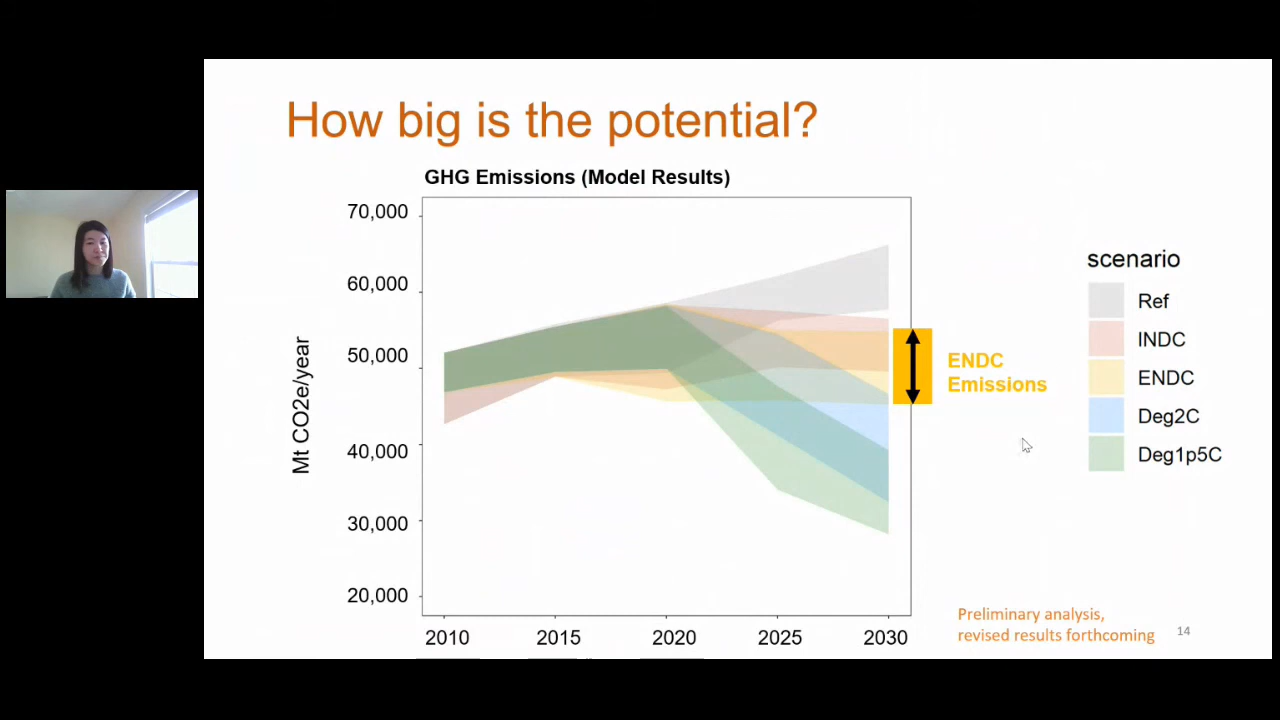 How big is the potential?
GHG Emissions (Model Results)
70,000
60,000
50,000
40,000
30,000
20,000
Mt CO2e/year
2010 2015 2020 2025 2030
ENDC
Emissions
scenario
Ref
INDC
ENDC
Deg2C
Deg1p5C
Preliminary analysis,
revised results forthcoming
14